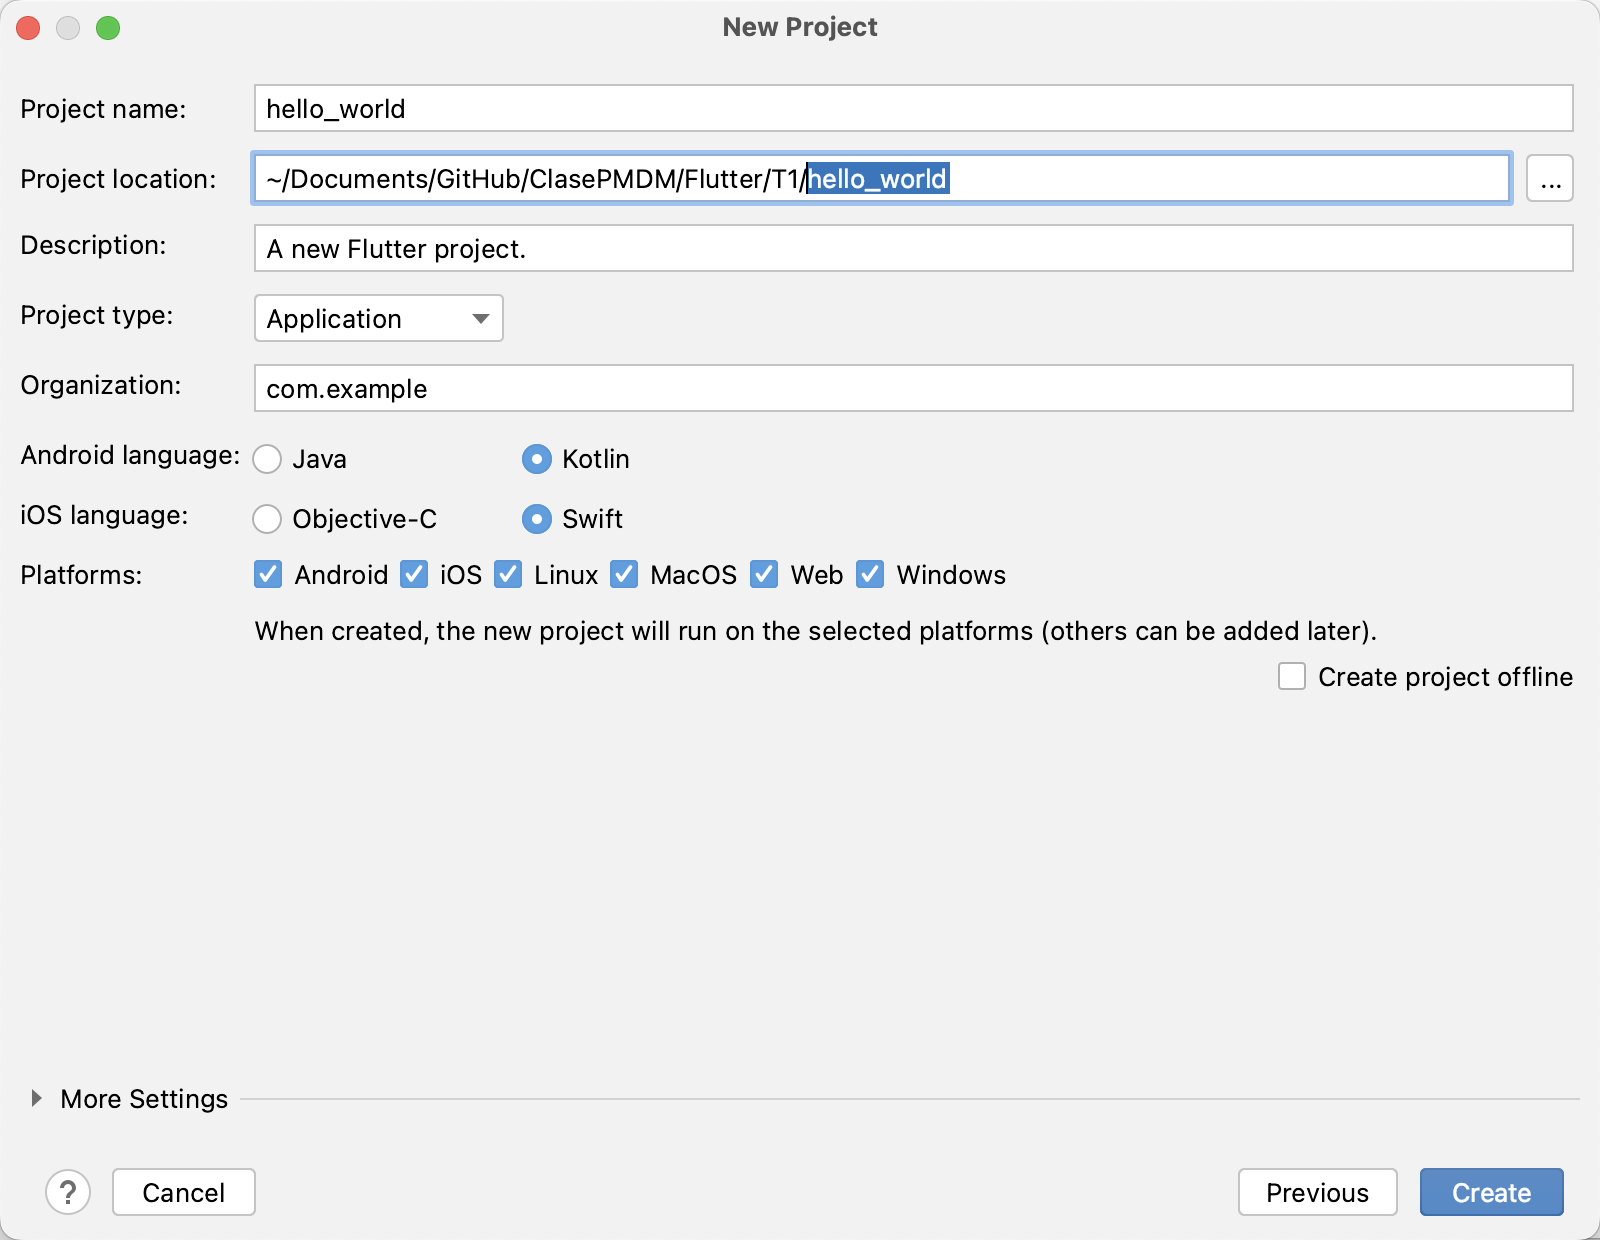 New Project
Project name: hello_world
Project location: ~/Documents/GitHub/ClasePMDM/Flutter/T1/hello_world ...
Description: A new Flutter project.
Project type: Application
Organization: com.example
Android language: Java Kotlin
iOS language: Objective-C Swift
Platforms: Android iOS Linux MacOS Web Windows
When created, the new project will run on the selected platforms (others can be added later).
Create project offline
More Settings
? Cancel Previous Create